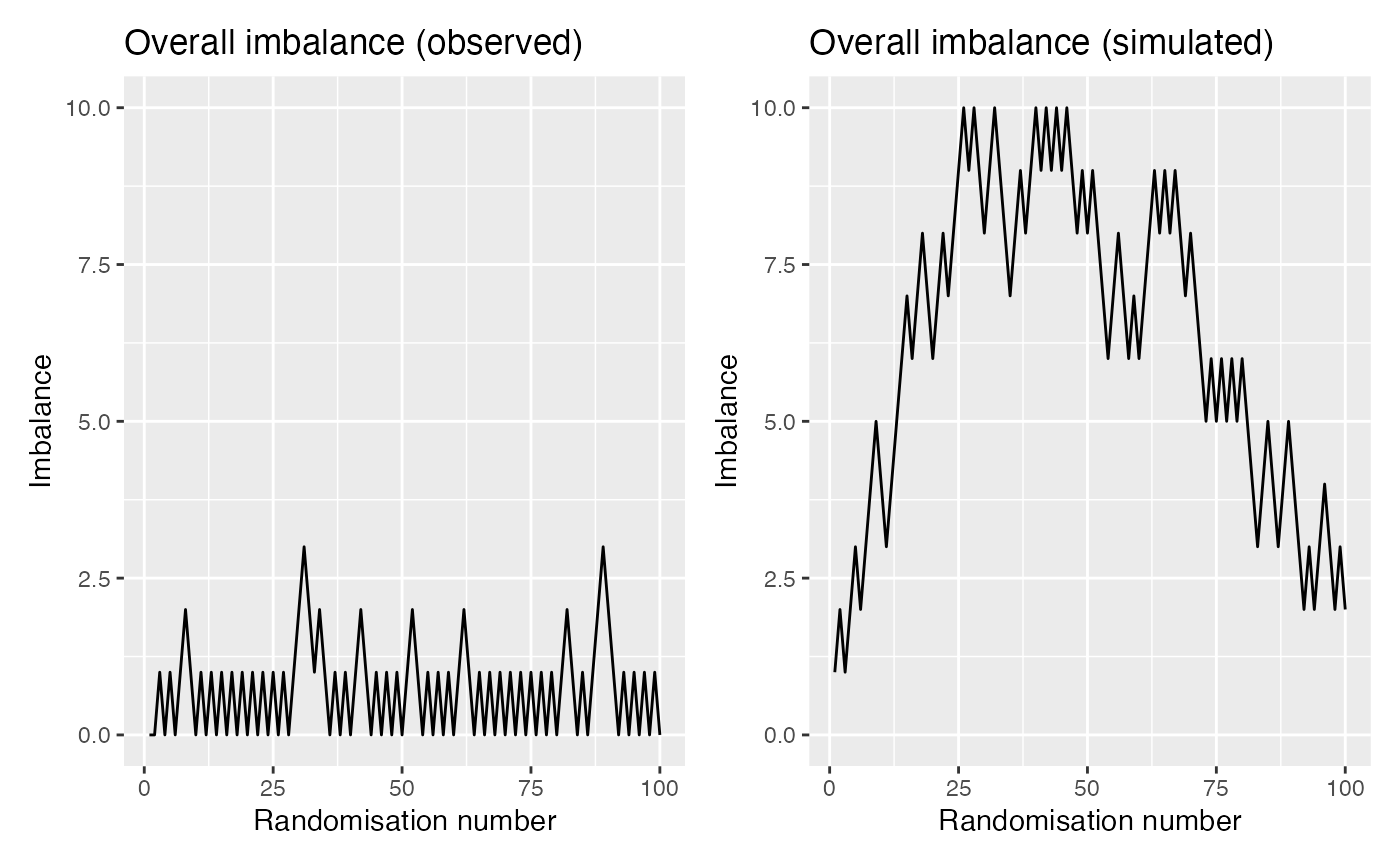 Overall imbalance (observed)
10.0
7.5
5.0
2.5
0.0
Imbalance
0 25 50 75 100
Randomisation number
Overall imbalance (simulated)
10.0
7.5
5.0
2.5
0.0
Imbalance
0 25 50 75 100
Randomisation number